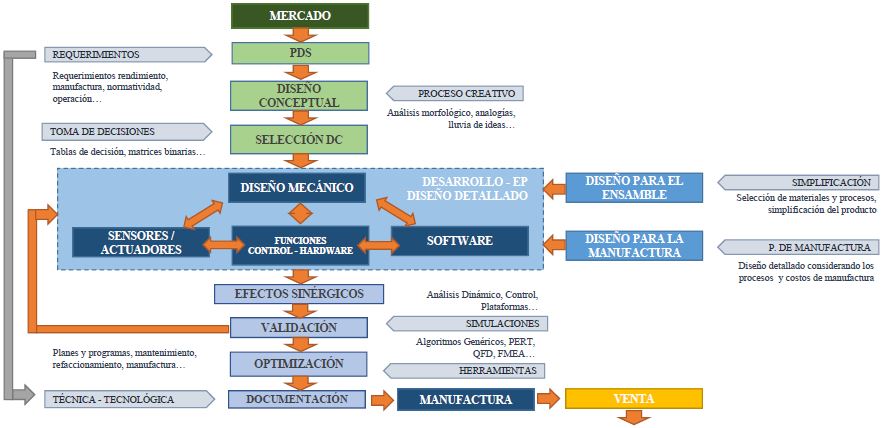 MERCADO
REQUERIMIENTOS
PDS
Requerimientos rendimiento,
manufactura, normatividad,
operación…
DISEÑO
CONCEPTUAL
PROCESO CREATIVO
Análisis morfológico, analogías,
lluvia de ideas…
TOMA DE DECISIONES
SELECCIÓN DC
Tablas de decisión, matrices binarias…
DISEÑO MECÁNICO
DESARROLLO - EP
DISEÑO DETALLADO
DISEÑO PARA EL
ENSAMBLE
SIMPLIFICACIÓN
Selección de materiales y procesos,
simplificación del producto
SENSORES /
ACTUADORES
FUNCIONES
CONTROL - HARDWARE
SOFTWARE
DISEÑO PARA LA
MANUFACTURA
P. DE MANUFACTURA
Diseño detallado considerando los
procesos y costos de manufactura
EFECTOS SINÉRGICOS
Análisis Dinámico, Control,
Plataformas…
VALIDACIÓN
SIMULACIONES
Planes y programas, mantenimiento,
refaccionamiento, manufactura…
Algoritmos Genéricos, PERT,
QFD, FMEA…
OPTIMIZACIÓN
HERRAMIENTAS
TÉCNICA - TECNOLÓGICA
DOCUMENTACIÓN
MANUFACTURA
VENTA